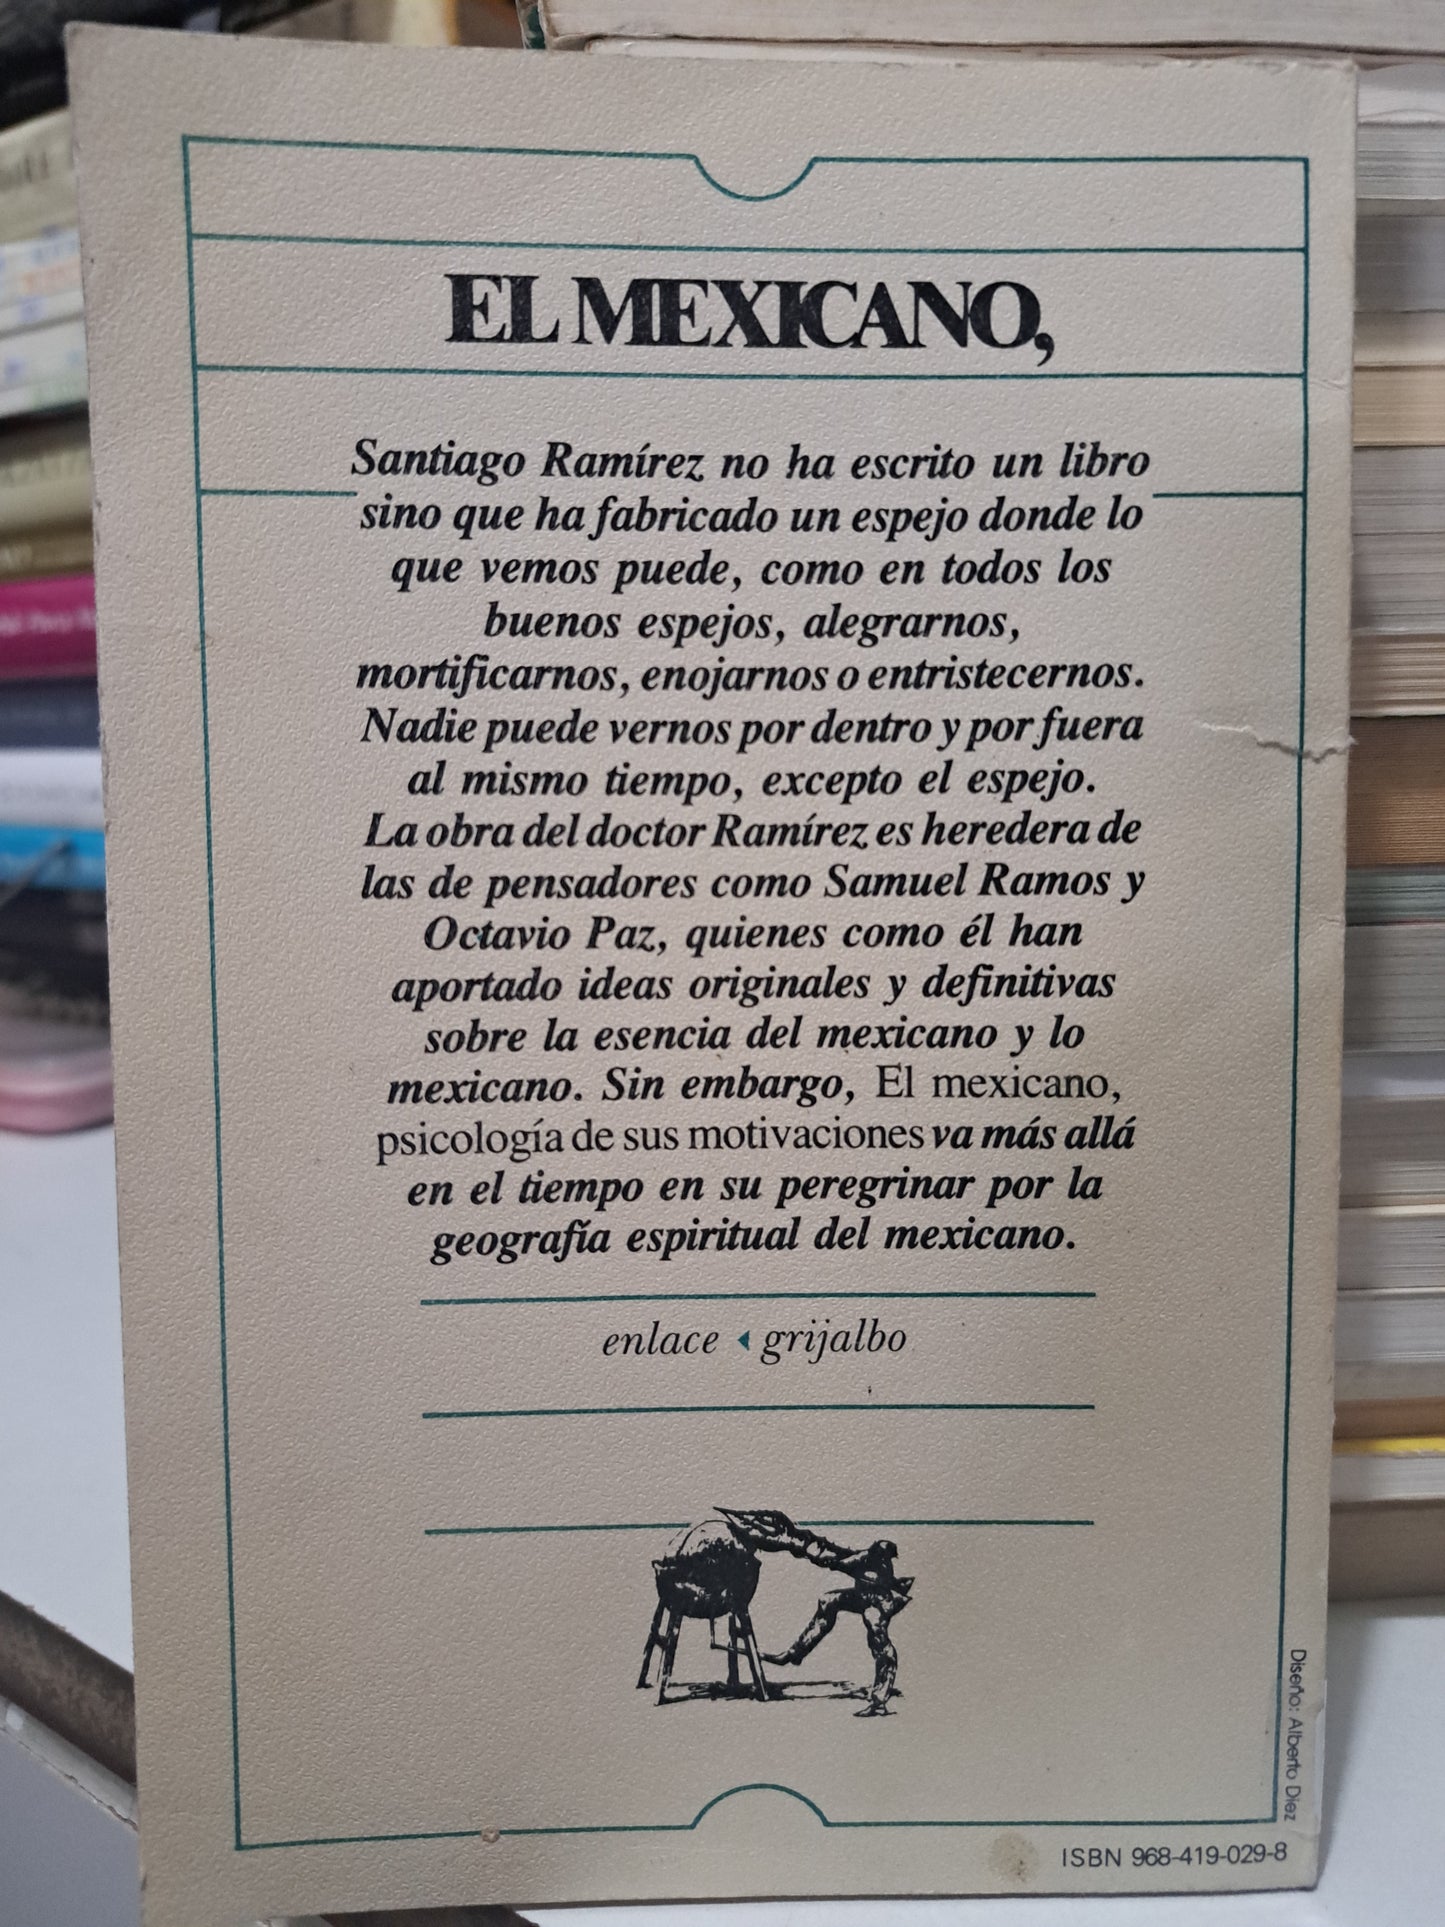 EL MEXICANO,
Santiago Ramírez no ha escrito un libro
sino que ha fabricado un espejo donde lo
que vemos puede, como en todos los
buenos espejos, alegrarnos,
mortificarnos, enojarnos o entristecernos.
Nadie puede vernos por dentro y por fuera
al mismo tiempo, excepto el espejo.
La obra del doctor Ramírez es heredera de
las de pensadores como Samuel Ramos y
Octavio Paz, quienes como él han
aportado ideas originales y definitivas
sobre la esencia del mexicano y lo
mexicano. Sin embargo, El mexicano,
psicología de sus motivaciones va más allá
en el tiempo en su peregrinar por la
geografía espiritual del mexicano.
enlace grijalbo
Diseño: Alberto Diez
ISBN 968-419-029-8